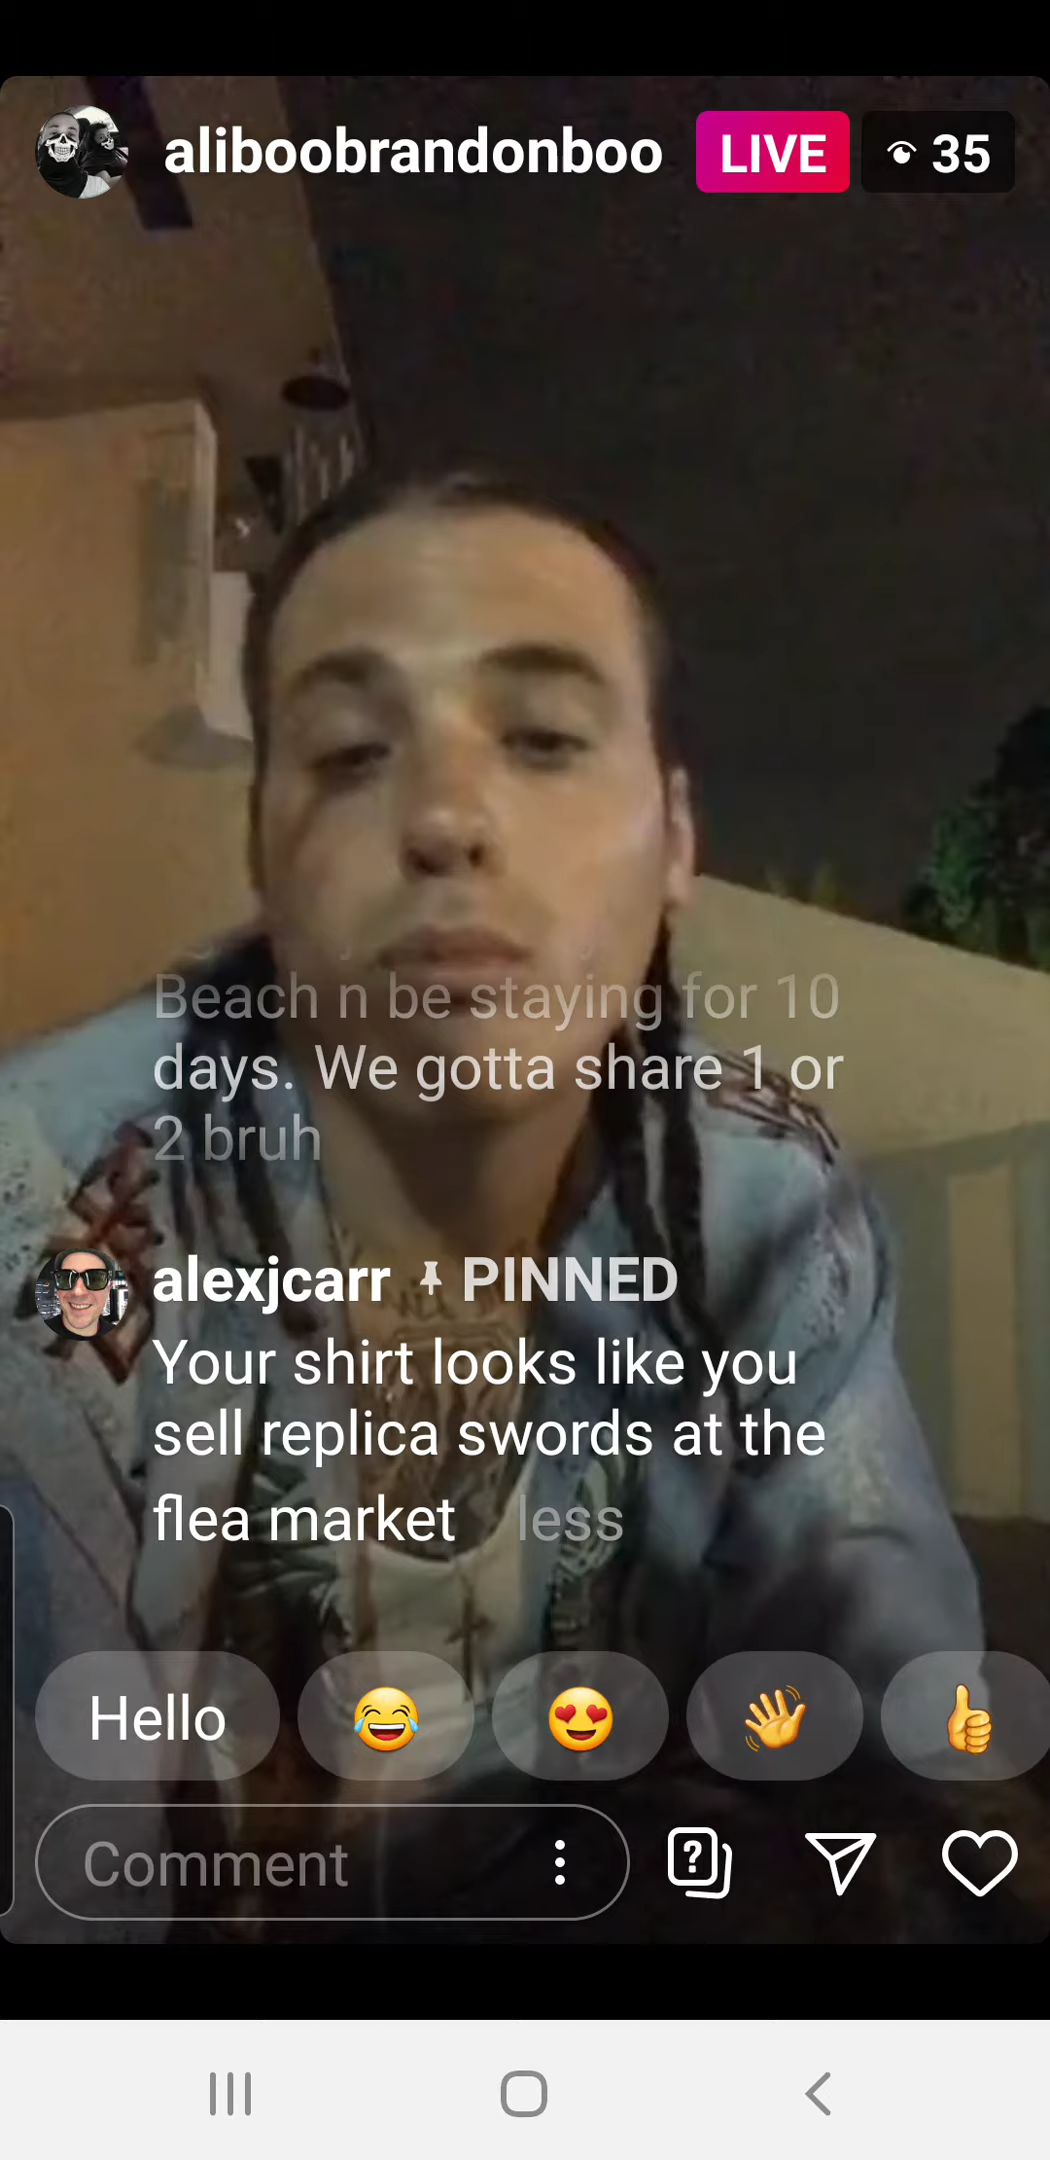 aliboobrandonboo LIVE 35
Beach n be staying for 10
days. We gotta share 1 or
2 bruh
alexjcarr PINNED
Your shirt looks like you
sell replica swords at the
flea market less
Hello
Comment